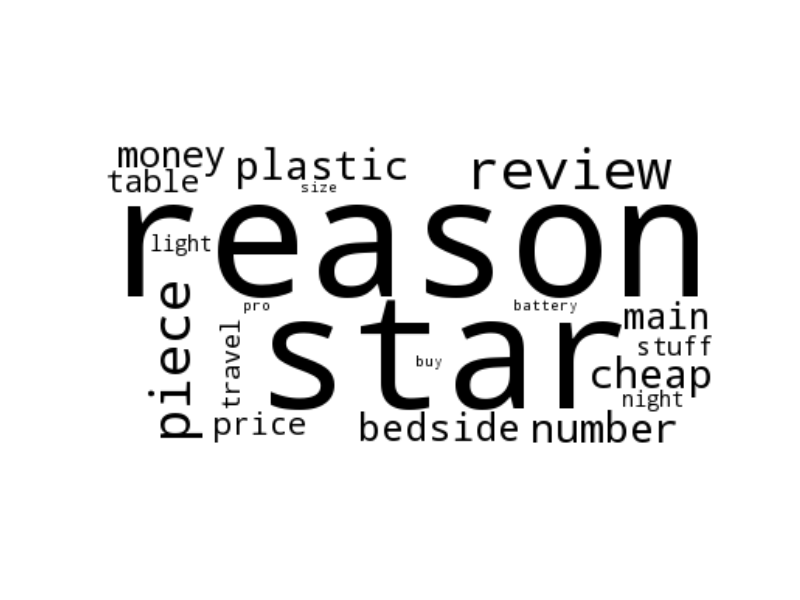 money
plastic
review
table
size
reason
light
piece
pro
battery
star
main
travel
stuff
buy
cheap
night
price
bedside
number